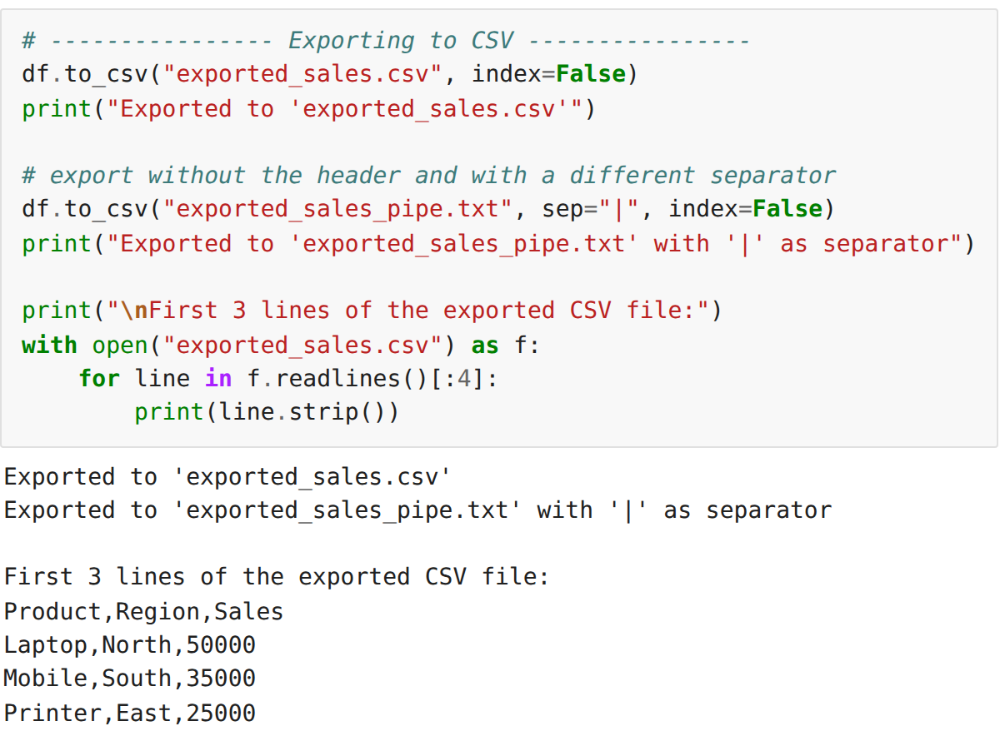 # ---------------- Exporting to CSV ----------------
df.to_csv("exported_sales.csv", index=False)
print("Exported to 'exported_sales.csv'")

# export without the header and with a different separator
df.to_csv("exported_sales_pipe.txt", sep="|", index=False)
print("Exported to 'exported_sales_pipe.txt' with '|' as separator")

print("\nFirst 3 lines of the exported CSV file:")
with open("exported_sales.csv") as f:
    for line in f.readlines()[:4]:
        print(line.strip())

Exported to 'exported_sales.csv'
Exported to 'exported_sales_pipe.txt' with '|' as separator

First 3 lines of the exported CSV file:
Product,Region,Sales
Laptop,North,50000
Mobile,South,35000
Printer,East,25000